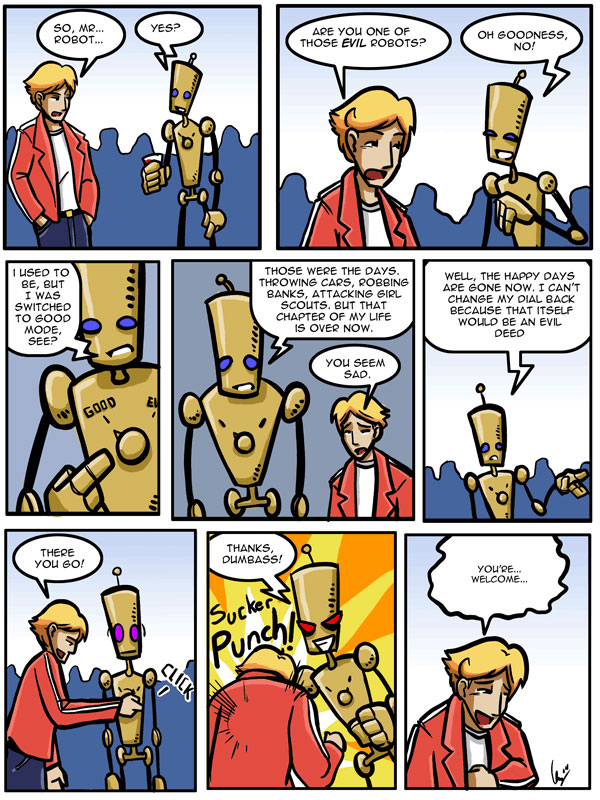 SO, MR...
ROBOT...
YES?
ARE YOU ONE OF
THOSE EVIL ROBOTS?
OH GOODNESS,
NO!
I USED TO
BE, BUT I
WAS
SWITCHED
TO GOOD
MODE,
SEE?
GOOD
EV
THOSE WERE THE DAYS.
THROWING CARS, ROBBING
BANKS, ATTACKING GIRL
SCOUTS. BUT THAT
CHAPTER OF MY LIFE
IS OVER NOW.
YOU SEEM
SAD.
WELL, THE HAPPY DAYS
ARE GONE NOW. I CAN'T
CHANGE MY DIAL BACK
BECAUSE THAT ITSELF
WOULD BE AN EVIL
DEED
THERE
YOU GO!
CLICK
THANKS,
DUMBASS!
Sucker
Punch!
YOU'RE...
WELCOME...